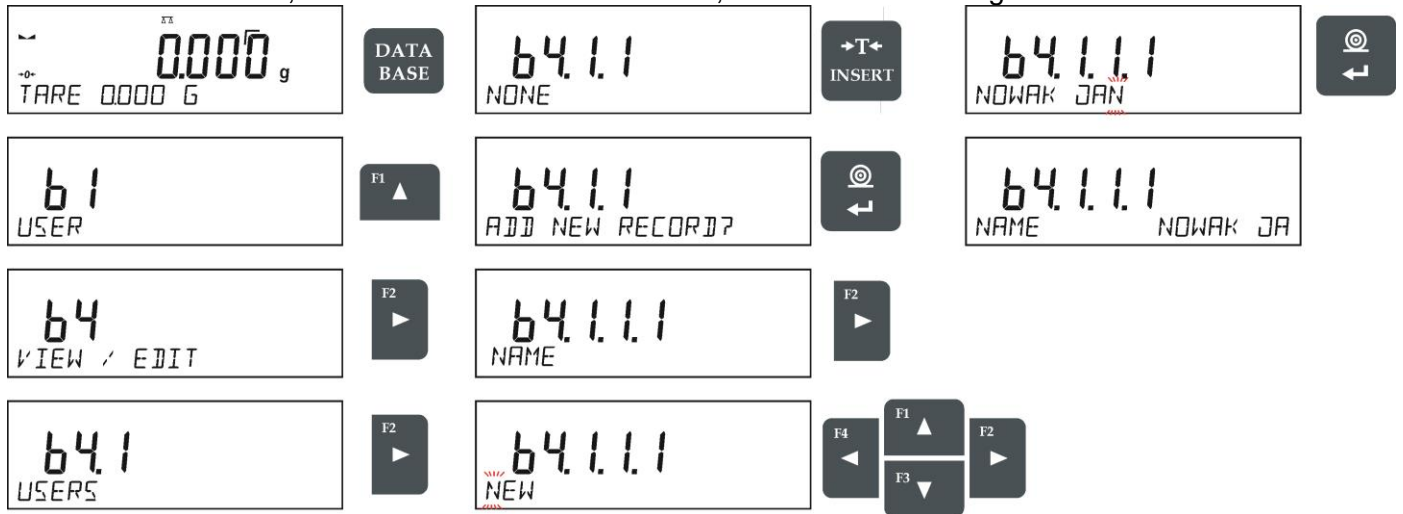 0.000 g
→0←
TARE 0.000 G
DATA
BASE
b1
USER
F1
b4
VIEW / EDIT
F2
b4.1
USERS
F2
b4.1.1
NONE
→T←
INSERT
b4.1.1
ADD NEW RECORD?
b4.1.1.1
NAME
F2
b4.1.1.1
NEW
F4
F1
F3
F2
b4.1.1.1
NOWAK JAN
b4.1.1.1
NAME NOWAK JA